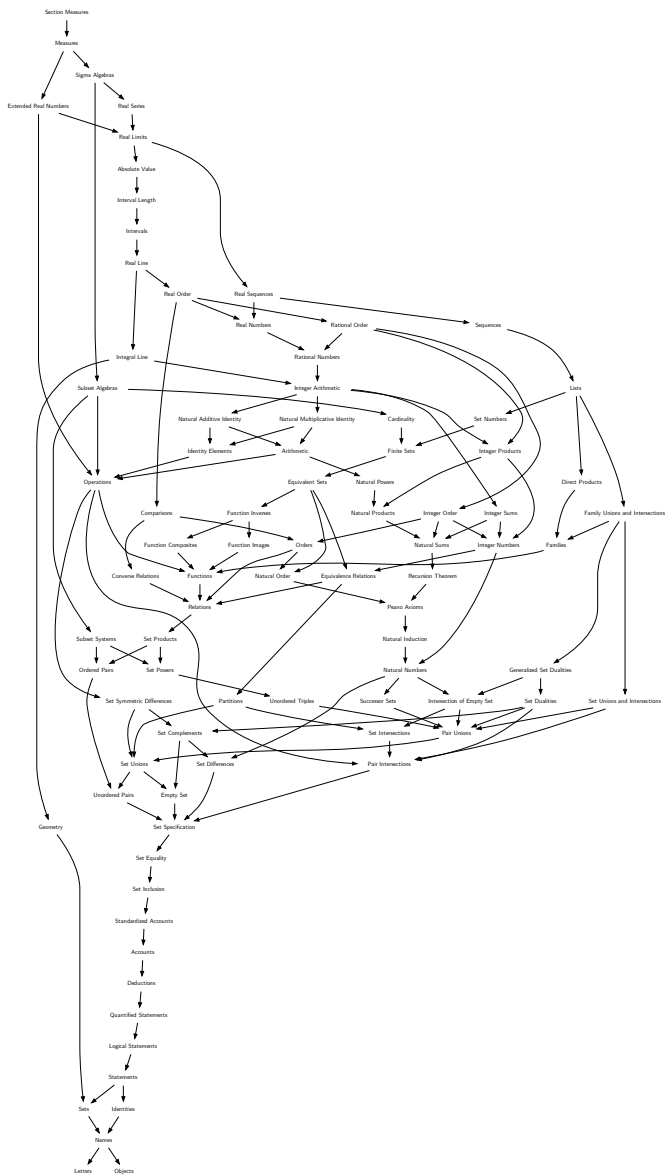 Section Measures
Measures
Sigma Algebras
Extended Real Numbers
Real Series
Real Limits
Absolute Value
Interval Length
Intervals
Real Line
Real Order
Real Sequences
Real Numbers
Rational Order
Sequences
Integral Line
Rational Numbers
Subset Algebras
Integer Arithmetic
Lists
Natural Additive Identity
Natural Multiplicative Identity
Cardinality
Set Numbers
Identity Elements
Arithmetic
Finite Sets
Integer Products
Operations
Equivalent Sets
Natural Powers
Direct Products
Comparisons
Function Inverses
Natural Products
Integer Order
Integer Sums
Family Unions and Intersections
Function Composites
Function Images
Orders
Natural Sums
Integer Numbers
Families
Converse Relations
Functions
Natural Order
Equivalence Relations
Recursion Theorem
Relations
Peano Axioms
Subset Systems
Set Products
Natural Induction
Ordered Pairs
Set Powers
Natural Numbers
Generalized Set Dualities
Set Symmetric Differences
Partitions
Unordered Triples
Successor Sets
Intersection of Empty Set
Set Dualities
Set Unions and Intersections
Set Complements
Set Intersections
Pair Unions
Set Unions
Set Differences
Pair Intersections
Unordered Pairs
Empty Set
Geometry
Set Specification
Set Equality
Set Inclusion
Standardized Accounts
Accounts
Deductions
Quantified Statements
Logical Statements
Statements
Sets
Identities
Names
Letters
Objects